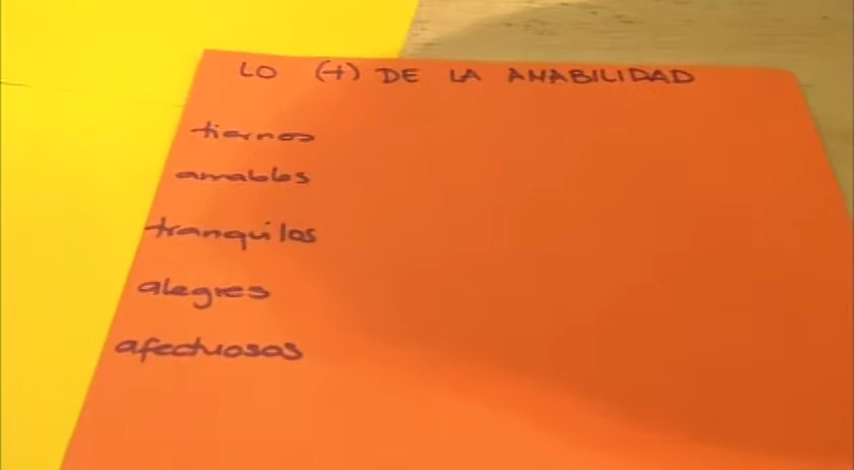 LO (+) DE LA AMABILIDAD
tiernos
amables
tranquilos
alegres
afectuosos